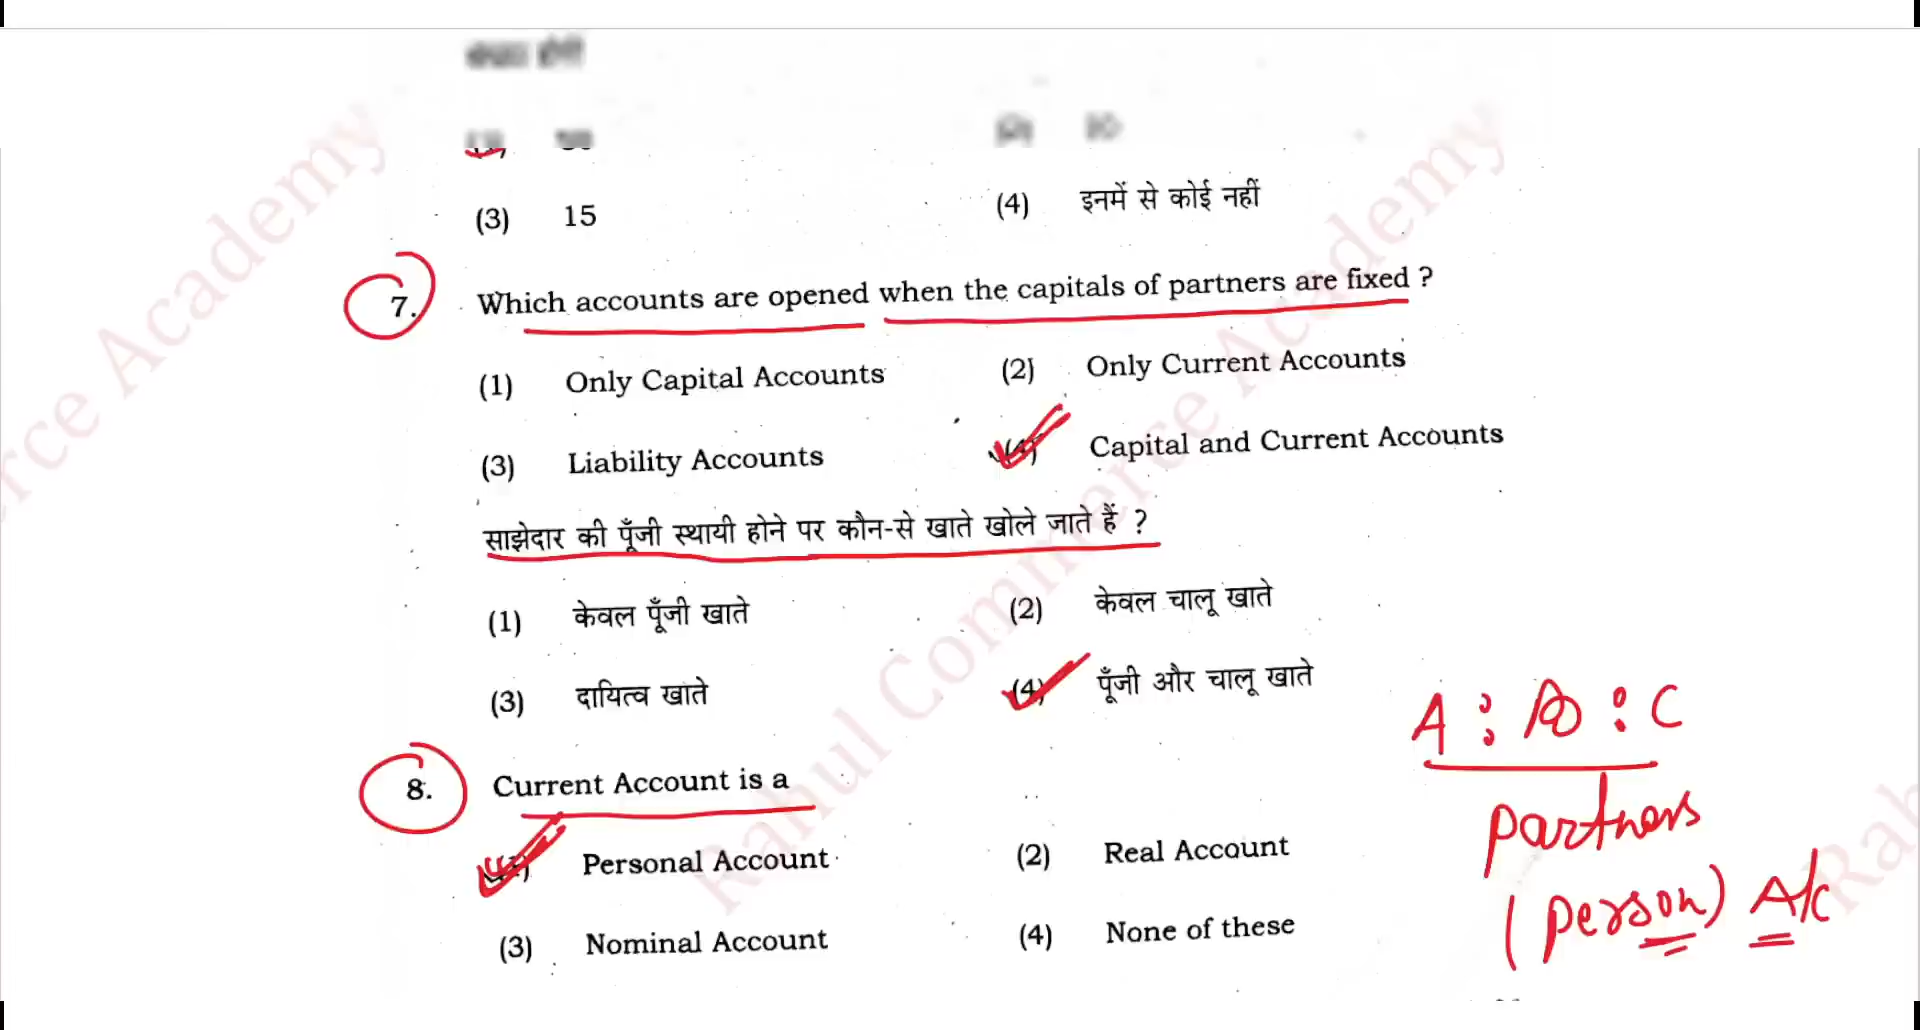 (3) 15 (4) इनमें से कोई नहीं
7. Which accounts are opened when the capitals of partners are fixed ?
(1) Only Capital Accounts (2) Only Current Accounts
(3) Liability Accounts (4) Capital and Current Accounts
साझेदार की पूँजी स्थायी होने पर कौन-से खाते खोले जाते हैं ?
(1) केवल पूँजी खाते (2) केवल चालू खाते
(3) दायित्व खाते (4) पूँजी और चालू खाते
A : B : C
partners
(person) A/c
8. Current Account is a
Personal Account (2) Real Account
(3) Nominal Account (4) None of these
Rahul Commerce Academy